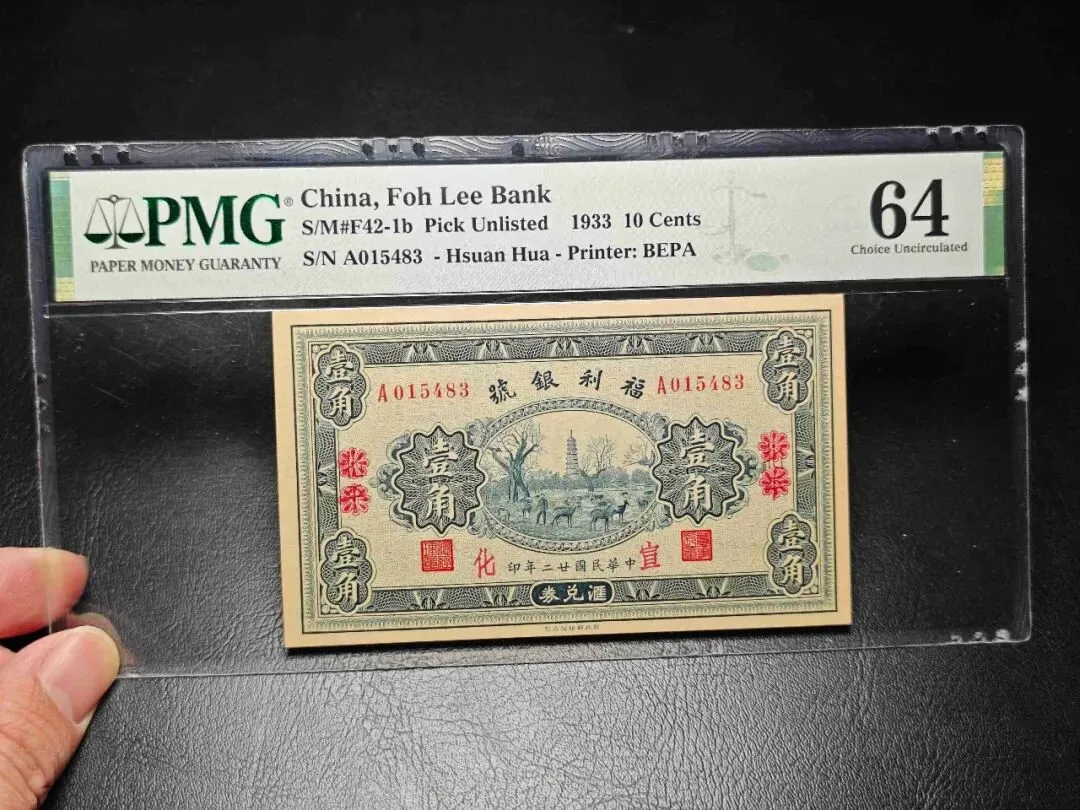 PMG®
PAPER MONEY GUARANTY
China, Foh Lee Bank
S/M#F42-1b Pick Unlisted 1933 10 Cents
S/N A015483 - Hsuan Hua - Printer: BEPA
64
Choice Uncirculated
壹角
壹角
A015483
福利銀號
A015483
壹角
壹角
宣化
中華民國廿二年印
壹角
壹角
匯兌券